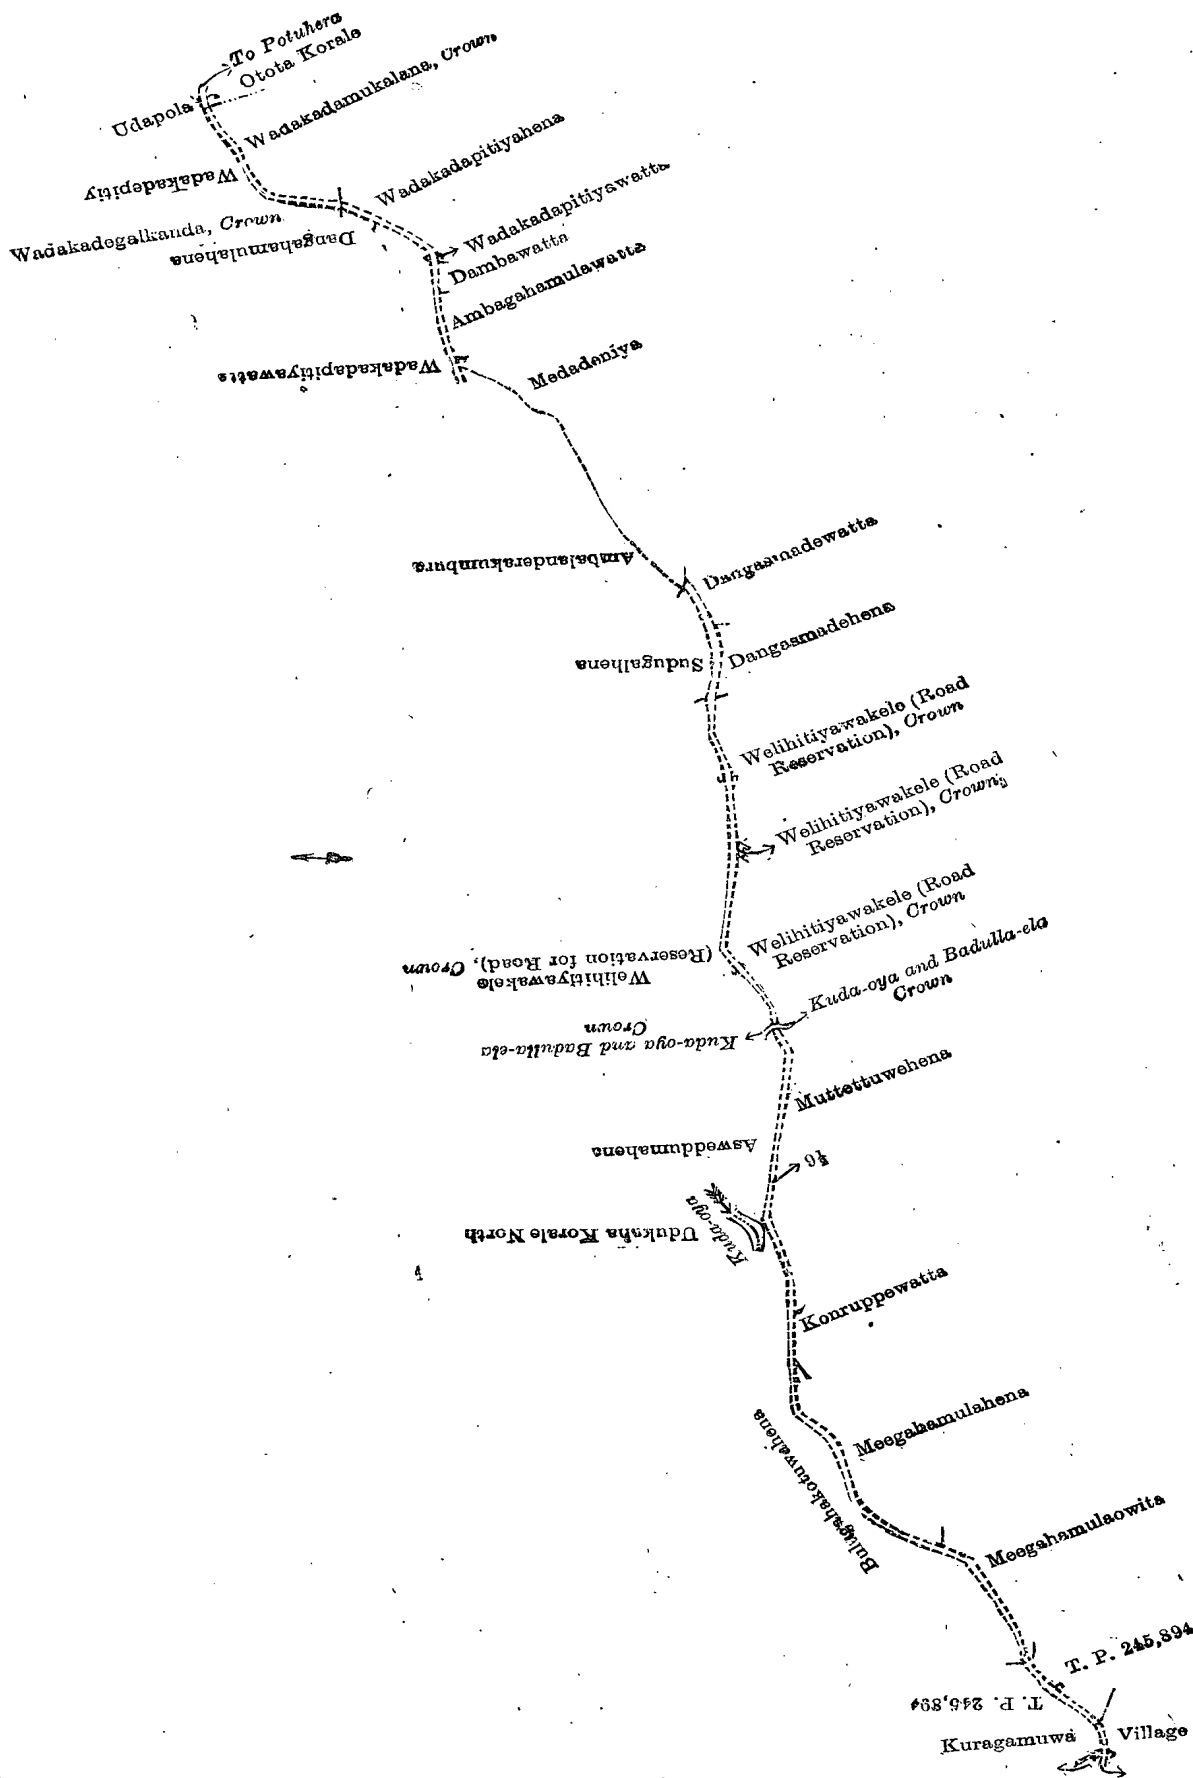 To Potuhera
Otota Korale
Udapola
Wadakadamukalana, Crown
Wadakadepitiy
Wadakadapitiyahena
Wadakadegalkanda, Crown
Dangahamulahena
Wadakadapitiyawatta
Dambawatta
Ambagahamulawatta
Wadakadapitiyawatta
Medadeniya
Ambalanderakumbura
Dangasmadewatta
Dangasmadehena
Sudugalhena
Welihitiyawakele (Road
Reservation), Crown
Welihitiyawakele (Road
Reservation), Crown
Welihitiyawakele (Road
Reservation), Crown
Welihitiyawakele
(Reservation for Road), Crown
Kuda-oya and Badulla-ela
Crown
Kuda-oya and Badulla-ela
Crown
Muttettuwehena
Asweddumahena
Kuda-oya
Udukaha Korale North
Konruppewatta
Meegahamulahena
Bulugahakotuwehena
Meegahamulaowita
T. P. 245,894
T. P. 245,894
Kuragamuwa Village